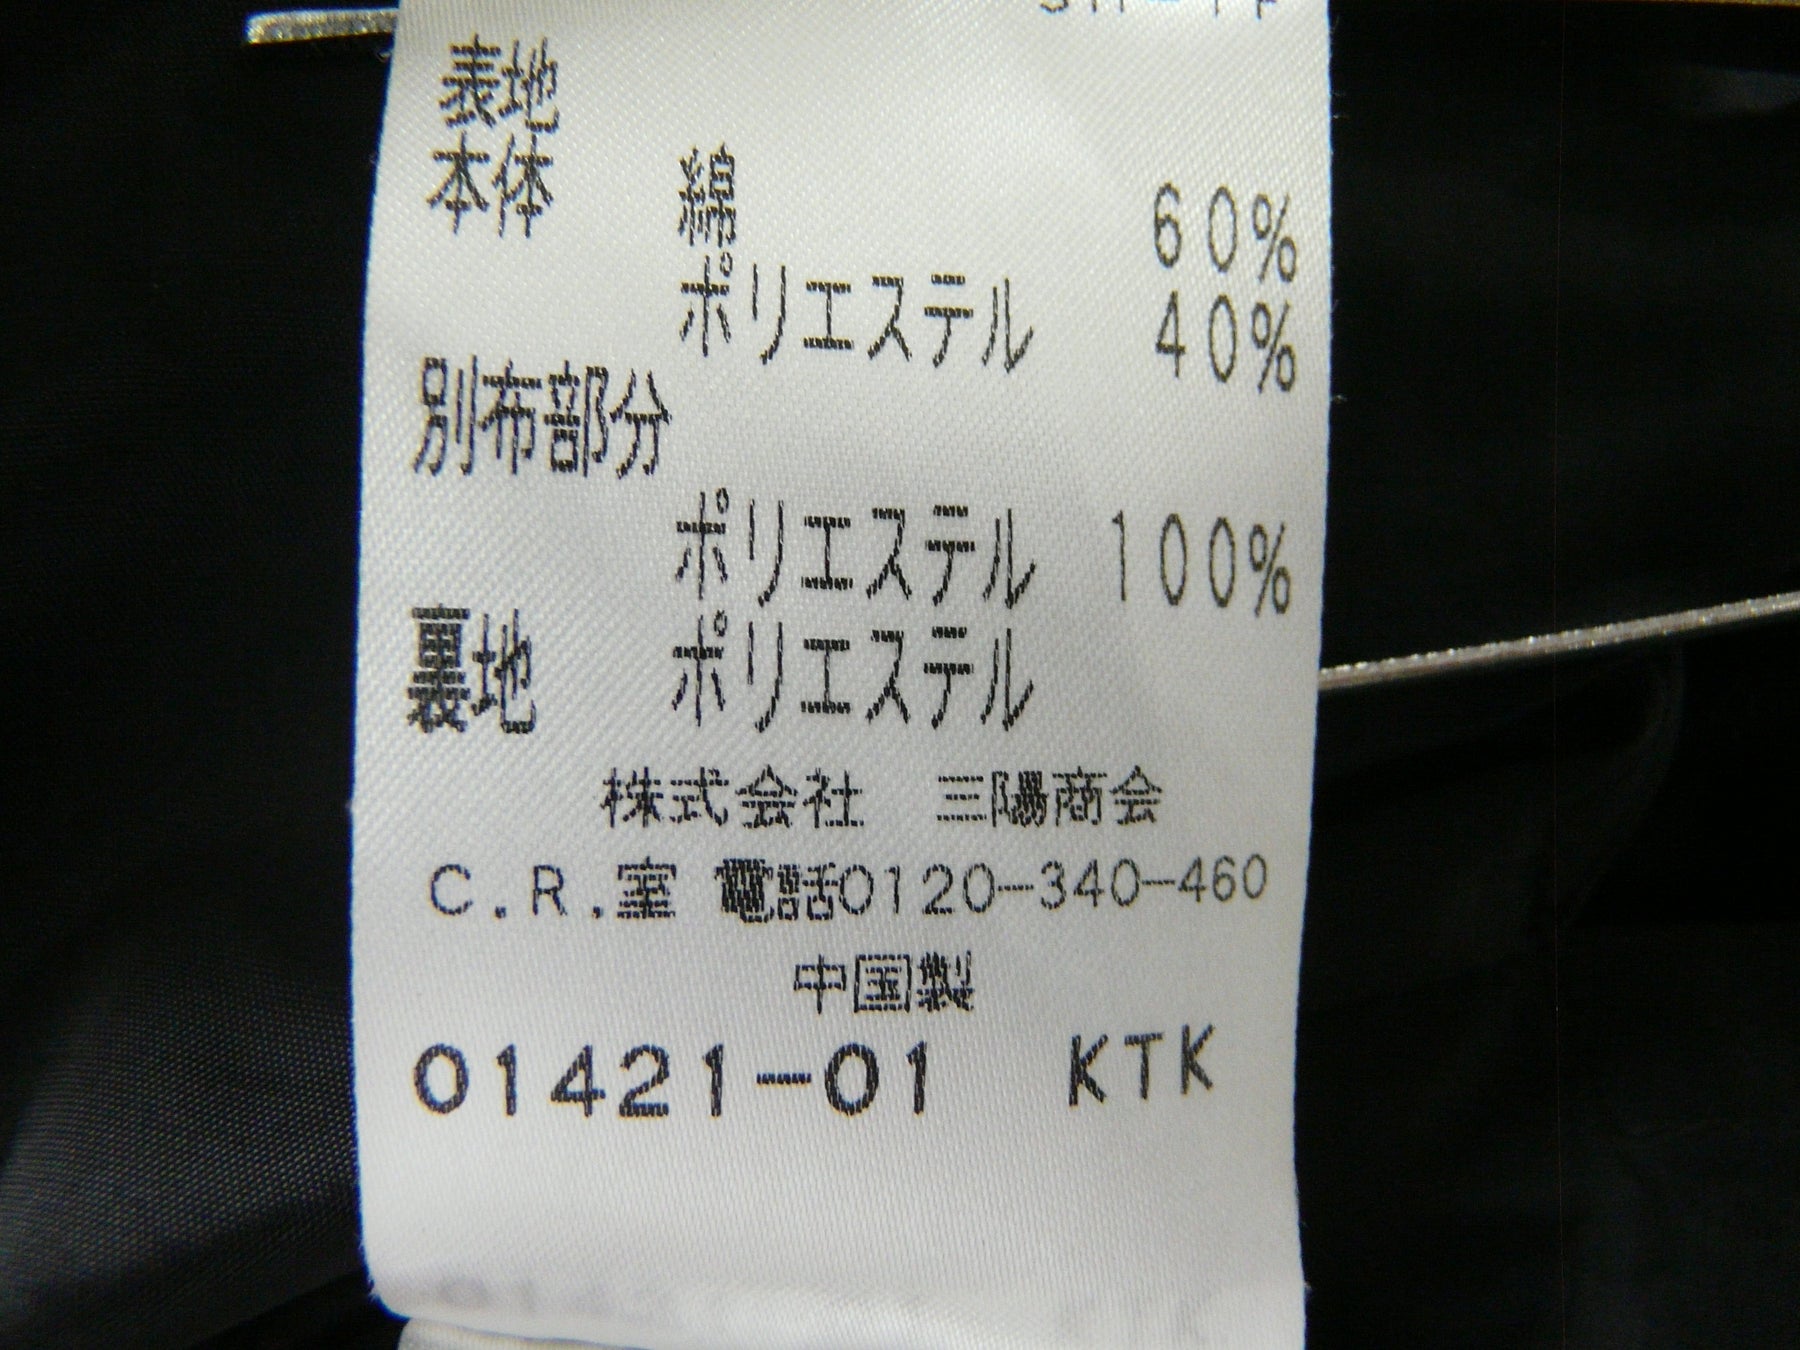 表地
本体 綿 60%
ポリエステル 40%
別布部分
ポリエステル 100%
裏地 ポリエステル
株式会社 三陽商会
C.R.室 電話0120-340-460
中国製
01421-01 KTK